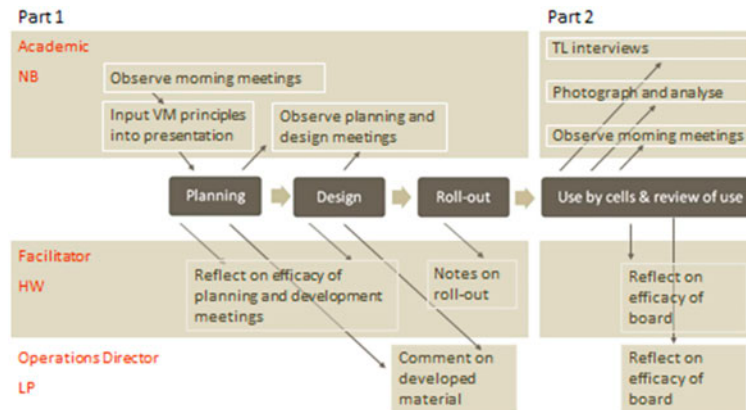 Part 1
Part 2
Academic
NB
Observe morning meetings
Input VM principles
into presentation
Observe planning and
design meetings
TL interviews
Photograph and analyse
Observe morning meetings
Planning
Design
Roll-out
Use by cells & review of use
Facilitator
HW
Reflect on efficacy of
planning and development
meetings
Notes on
roll-out
Reflect on
efficacy of
board
Operations Director
LP
Comment on
developed
material
Reflect on
efficacy of
board